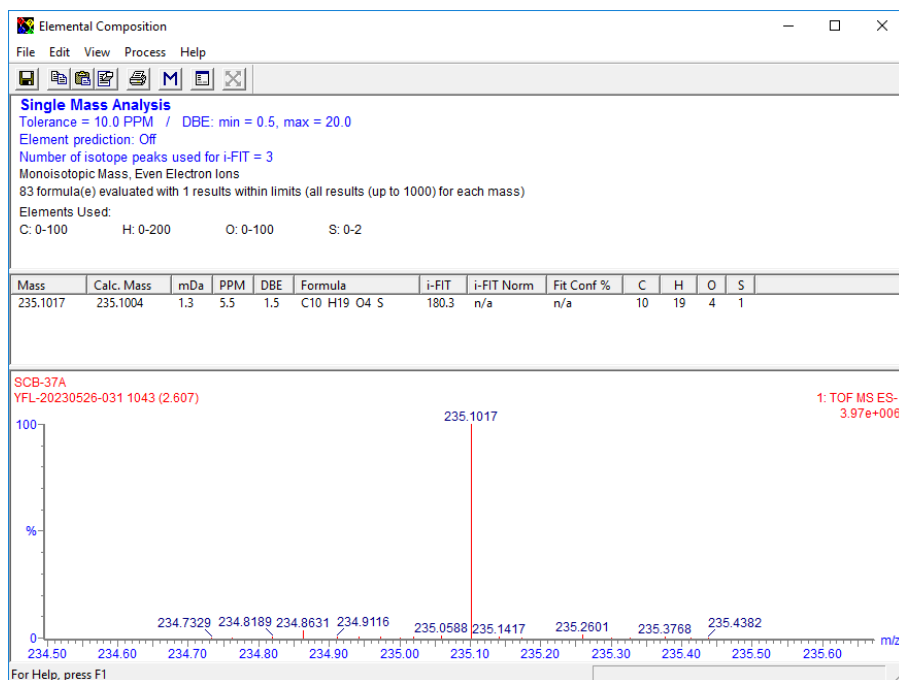 Elemental Composition
File Edit View Process Help
M
Single Mass Analysis
Tolerance = 10.0 PPM / DBE: min = 0.5, max = 20.0
Element prediction: Off
Number of isotope peaks used for i-FIT = 3
Monoisotopic Mass, Even Electron Ions
83 formula(e) evaluated with 1 results within limits (all results (up to 1000) for each mass)
Elements Used:
C: 0-100 H: 0-200 O: 0-100 S: 0-2
Mass Calc. Mass mDa PPM DBE Formula i-FIT i-FIT Norm Fit Conf % C H O S
235.1017 235.1004 1.3 5.5 1.5 C10 H19 O4 S 180.3 n/a n/a 10 19 4 1
SCB-37A
YFL-20230526-031 1043 (2.607) 1: TOF MS ES-
3.97e+006
100
235.1017
%
234.7329 234.8189 234.8631 234.9116 235.0588 235.1417 235.2601 235.3768 235.4382
0
m/z
234.50 234.60 234.70 234.80 234.90 235.00 235.10 235.20 235.30 235.40 235.50 235.60
For Help, press F1